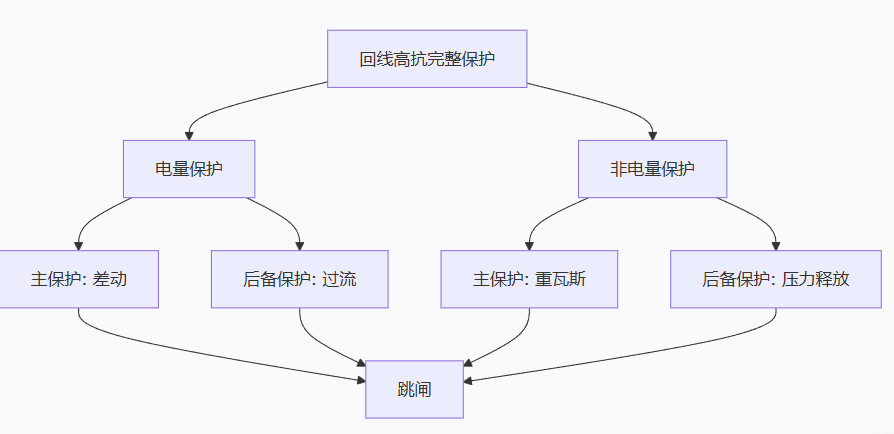 回线高抗完整保护
电量保护
非电量保护
主保护: 差动
后备保护: 过流
主保护: 重瓦斯
后备保护: 压力释放
跳闸